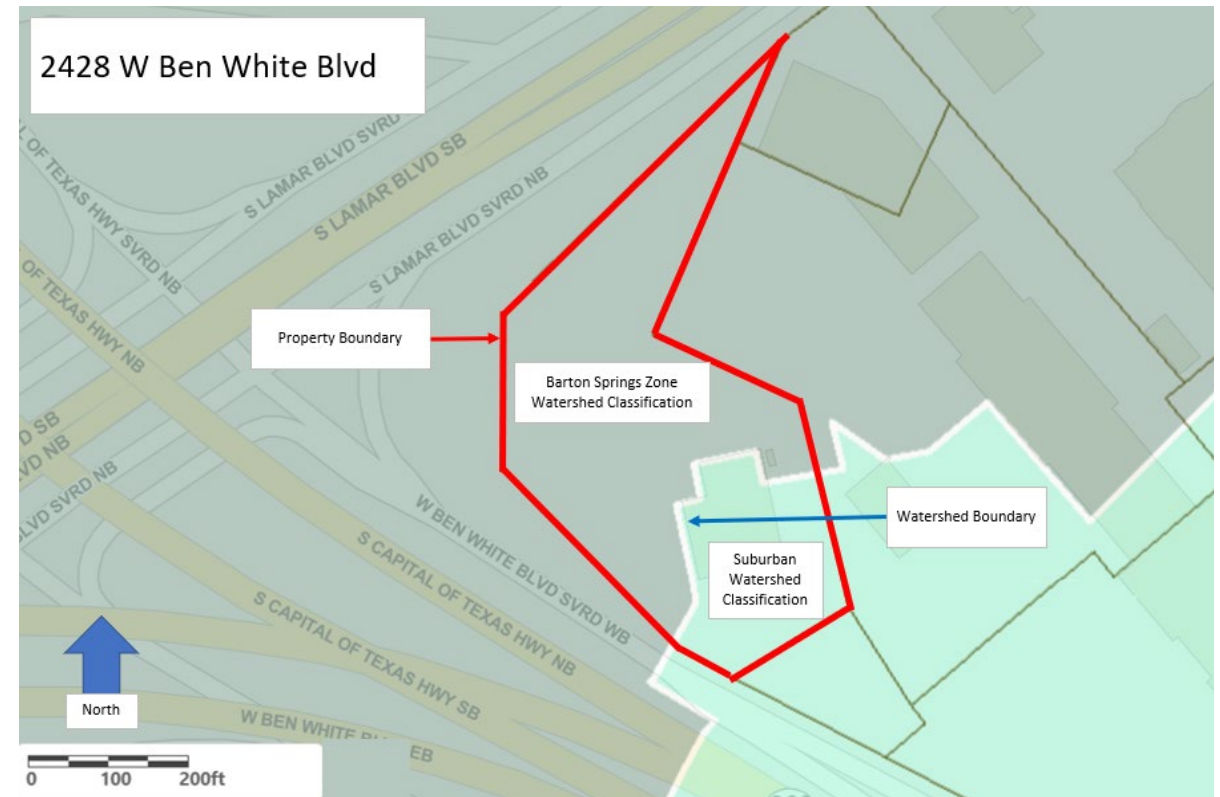 2428 W Ben White Blvd
L OF TEXAS HWY SVRD NB
S LAMAR BLVD SVRD
S LAMAR BLVD SB
S LAMAR BLVD SVRD NB
OF TEXAS HWY NB
Property Boundary
Barton Springs Zone
Watershed Classification
D SB
VD NB
LVD SVRD NB
W BEN WHITE BLVD SVRD WB
Watershed Boundary
S CAPITAL OF TEXAS HWY NB
Suburban
Watershed
Classification
S CAPITAL OF TEXAS HWY SB
North
W BEN WHITE BL
EB
0 100 200ft